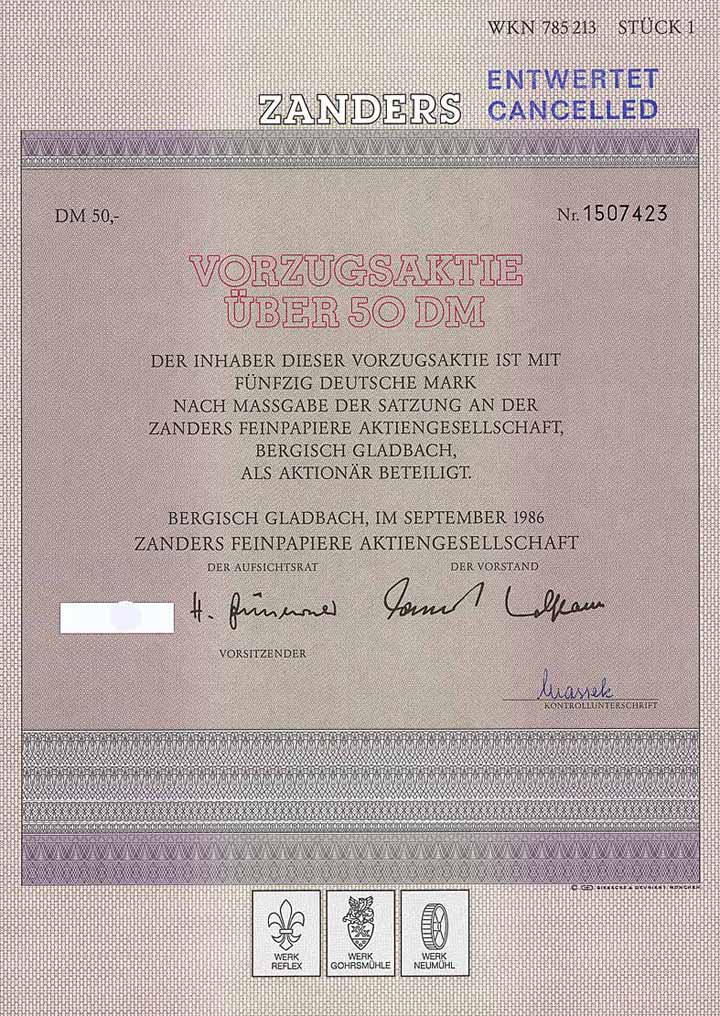 WKN 785 213 STÜCK 1
ENTWERTET
CANCELLED
ZANDERS
DM 50,-
Nr. 1507423
VORZUGSAKTIE
ÜBER 50 DM
DER INHABER DIESER VORZUGSAKTIE IST MIT
FÜNFZIG DEUTSCHE MARK
NACH MASSGABE DER SATZUNG AN DER
ZANDERS FEINPAPIERE AKTIENGESELLSCHAFT,
BERGISCH GLADBACH,
ALS AKTIONÄR BETEILIGT.
BERGISCH GLADBACH, IM SEPTEMBER 1986
ZANDERS FEINPAPIERE AKTIENGESELLSCHAFT
DER AUFSICHTSRAT DER VORSTAND
VORSITZENDER
KONTROLLUNTERSCHRIFT
© GIESECKE & DEVRIENT MÜNCHEN
WERK
REFLEX
WERK
GOHRSMÜHLE
WERK
NEUMÜHL